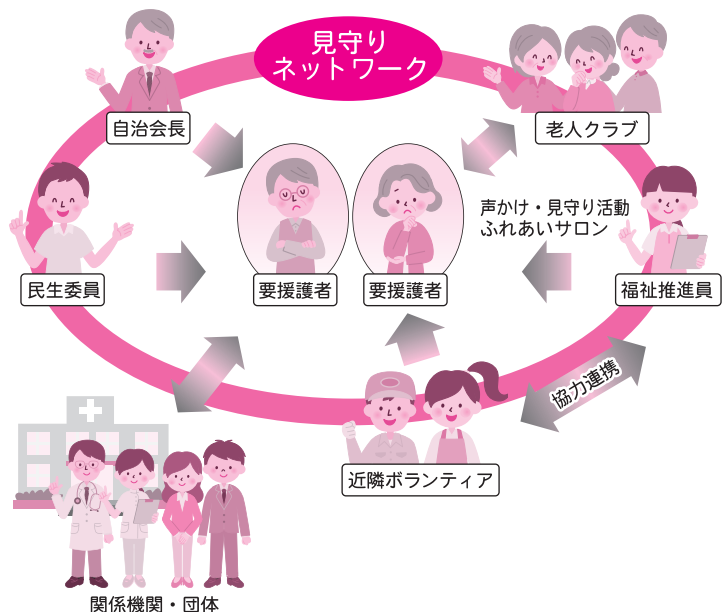 見守り
ネットワーク
自治会長
老人クラブ
民生委員
要援護者
要援護者
声かけ・見守り活動
ふれあいサロン
福祉推進員
協力連携
近隣ボランティア
関係機関・団体